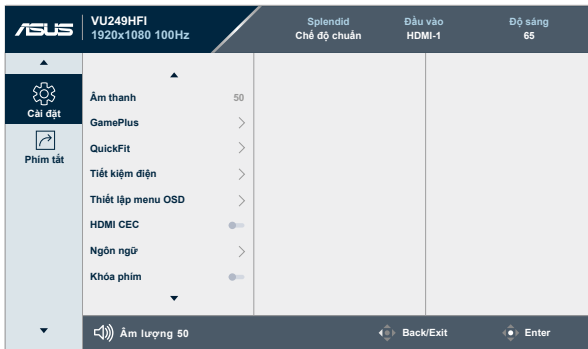 ASUS
VU249HFI
1920x1080 100Hz
Splendid
Chế độ chuẩn
Đầu vào
HDMI-1
Độ sáng
65
Cài đặt
Phím tắt
Âm thanh 50
GamePlus
QuickFit
Tiết kiệm điện
Thiết lập menu OSD
HDMI CEC
Ngôn ngữ
Khóa phím
Âm lượng 50
Back/Exit
Enter